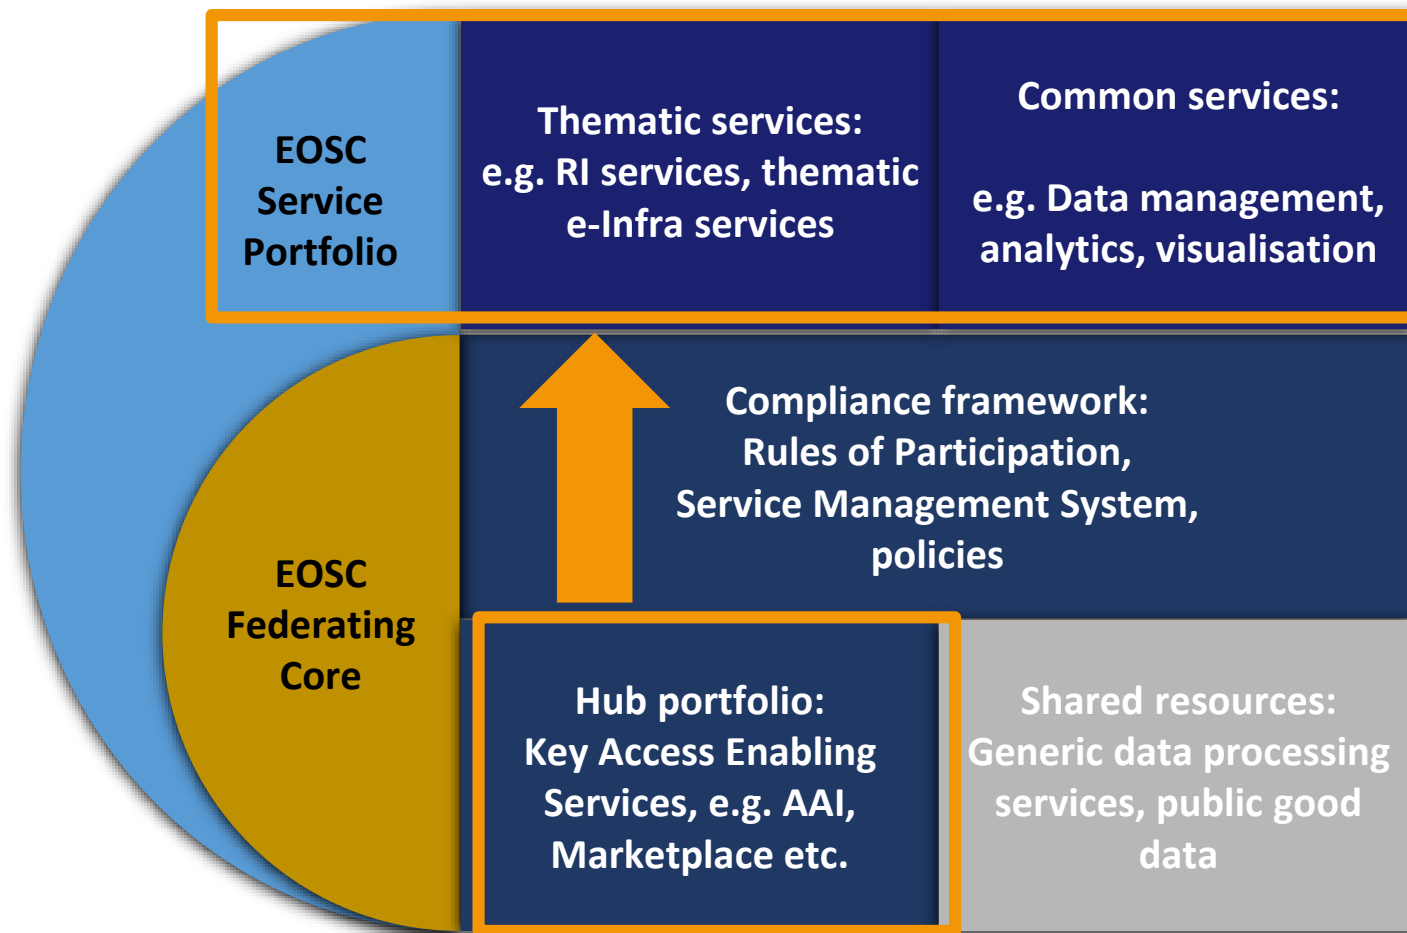 EOSC
Service
Portfolio
Thematic services:
e.g. RI services, thematic
e-Infra services
Common services:
e.g. Data management,
analytics, visualisation
EOSC
Federating
Core
Compliance framework:
Rules of Participation,
Service Management System,
policies
Hub portfolio:
Key Access Enabling
Services, e.g. AAI,
Marketplace etc.
Shared resources:
Generic data processing
services, public good
data